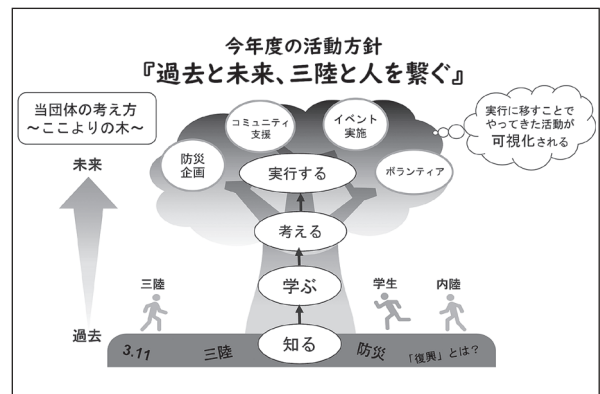 今年度の活動方針
『過去と未来、三陸と人を繋ぐ』
当団体の考え方
～ここよりの木～
コミュニティ
支援
イベント
実施
実行に移すことで
やってきた活動が
可視化される
防災
企画
実行する
ボランティア
未来
考える
学ぶ
三陸
学生
内陸
過去
知る
3.11
三陸
防災
「復興」とは？